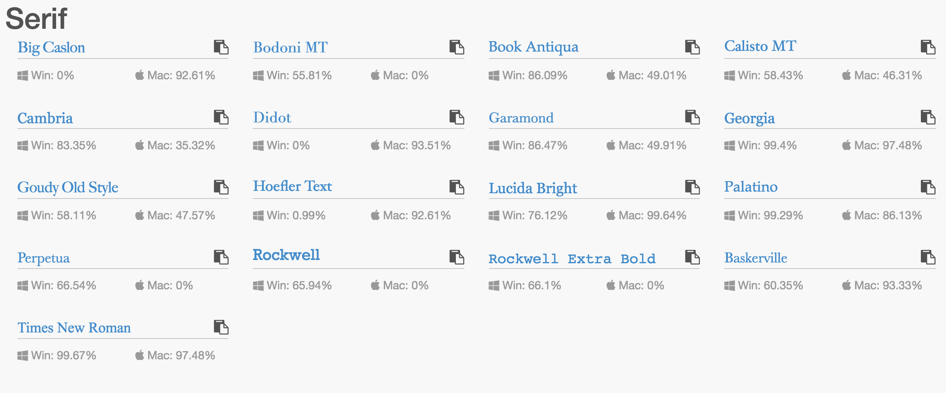 Serif
Big Caslon Bodoni MT Book Antiqua Calisto MT
Win: 0% Mac: 92.61% Win: 55.81% Mac: 0% Win: 86.09% Mac: 49.01% Win: 58.43% Mac: 46.31%
Cambria Didot Garamond Georgia
Win: 83.35% Mac: 35.32% Win: 0% Mac: 93.51% Win: 86.47% Mac: 49.91% Win: 99.4% Mac: 97.48%
Goudy Old Style Hoefler Text Lucida Bright Palatino
Win: 58.11% Mac: 47.57% Win: 0.99% Mac: 92.61% Win: 76.12% Mac: 99.64% Win: 99.29% Mac: 86.13%
Perpetua Rockwell Rockwell Extra Bold Baskerville
Win: 66.54% Mac: 0% Win: 65.94% Mac: 0% Win: 66.1% Mac: 0% Win: 60.35% Mac: 93.33%
Times New Roman
Win: 99.67% Mac: 97.48%